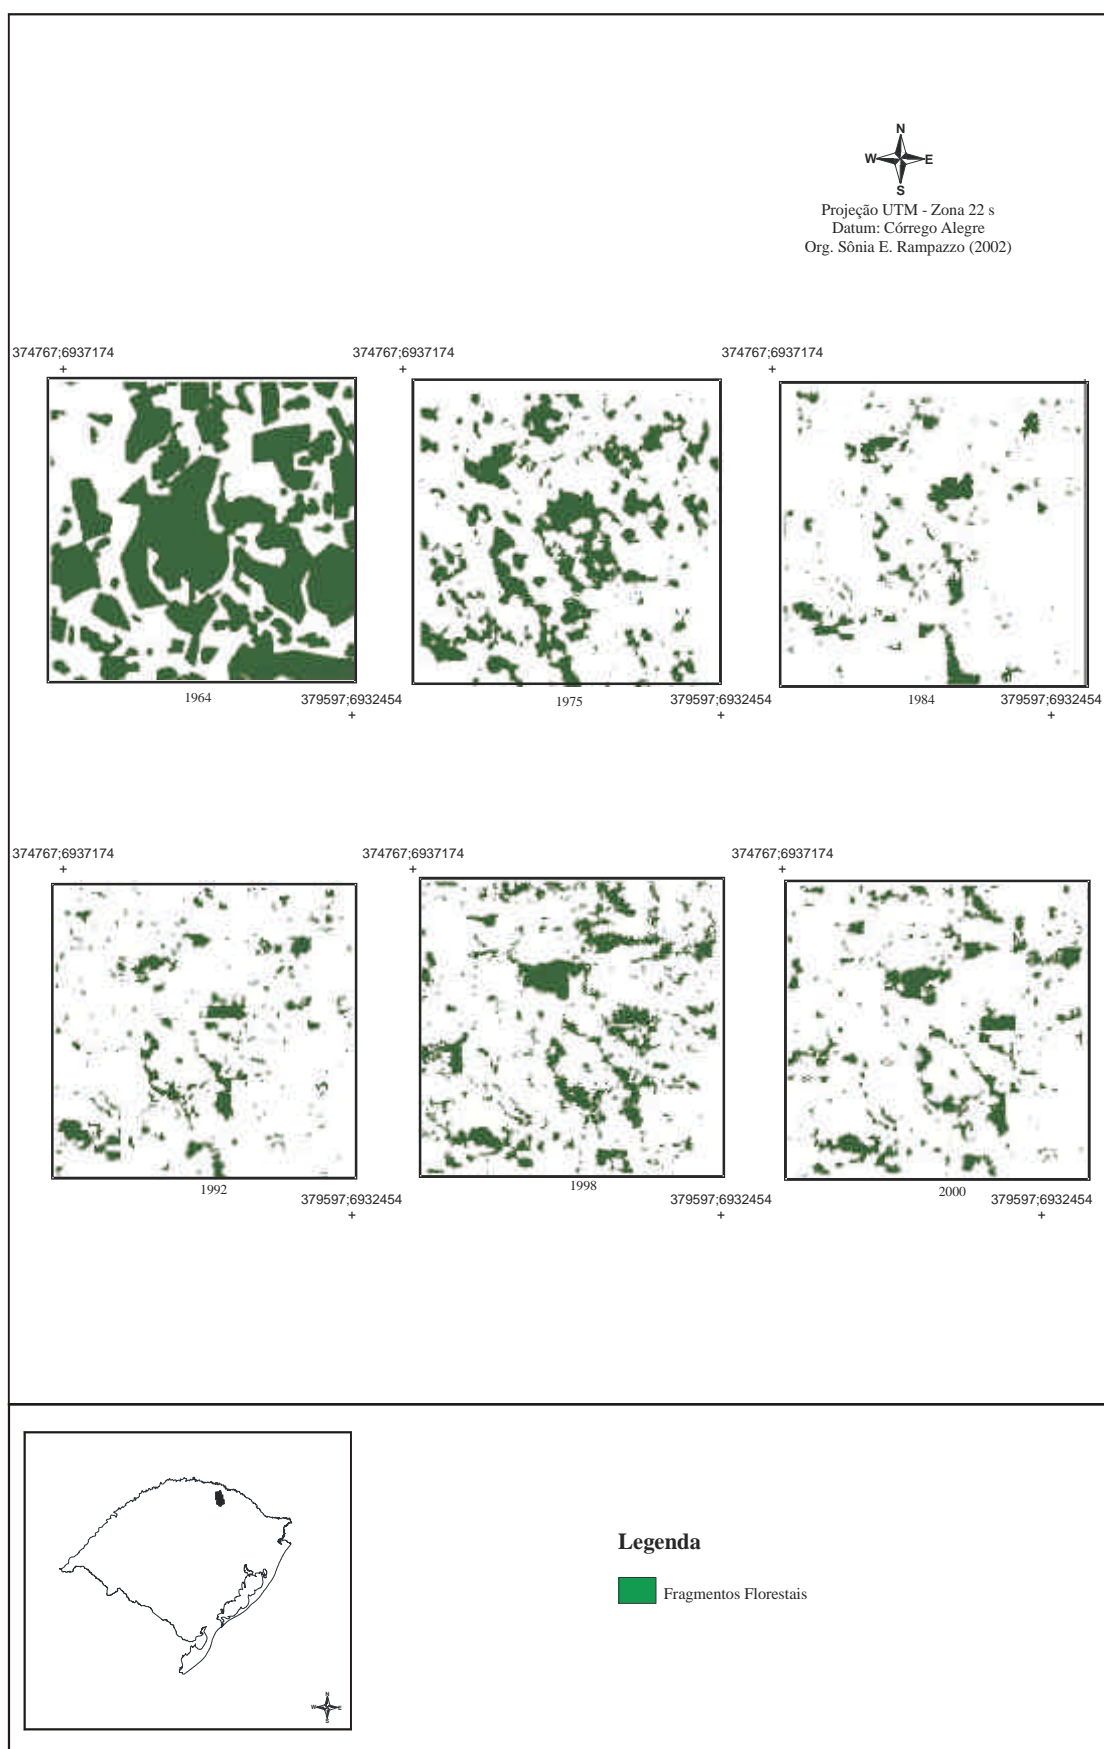 N
W E
S
Projeção UTM - Zona 22 s
Datum: Córrego Alegre
Org. Sônia E. Rampazzo (2002)
374767;6937174 374767;6937174 374767;6937174
1964 1975 1984
379597;6932454 379597;6932454 379597;6932454
374767;6937174 374767;6937174 374767;6937174
1992 1998 2000
379597;6932454 379597;6932454 379597;6932454
Legenda
Fragmentos Florestais
N
W E
S